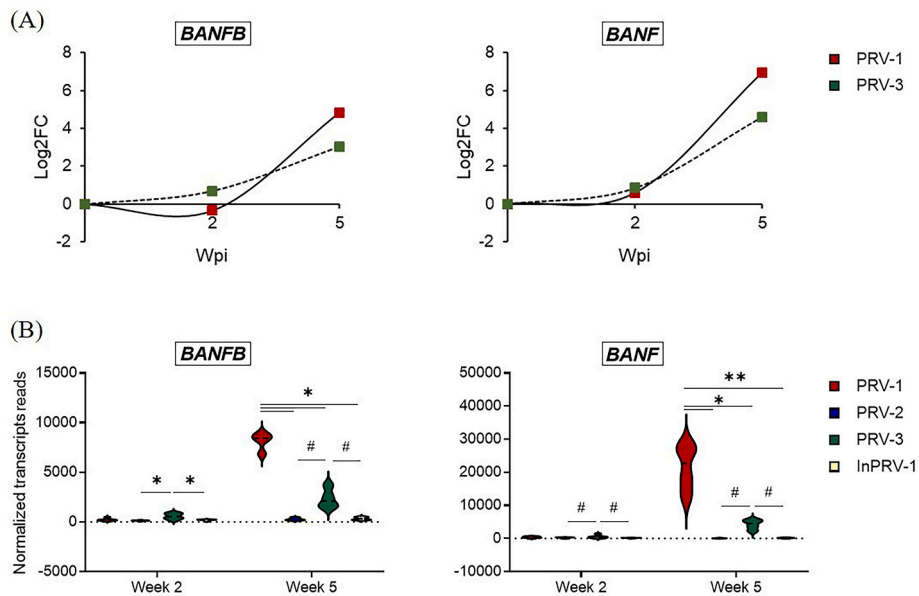 (A)
BANFB
BANF
8
6
4
2
0
-2
Log2FC
2
5
Wpi
8
6
4
2
0
-2
Log2FC
2
5
Wpi
PRV-1
PRV-3
(B)
BANFB
BANF
15000
10000
5000
0
-5000
Normalized transcripts reads
* *
*
# #
Week 2
Week 5
50000
40000
30000
20000
10000
0
-10000
# #
**
*
# #
Week 2
Week 5
PRV-1
PRV-2
PRV-3
InPRV-1